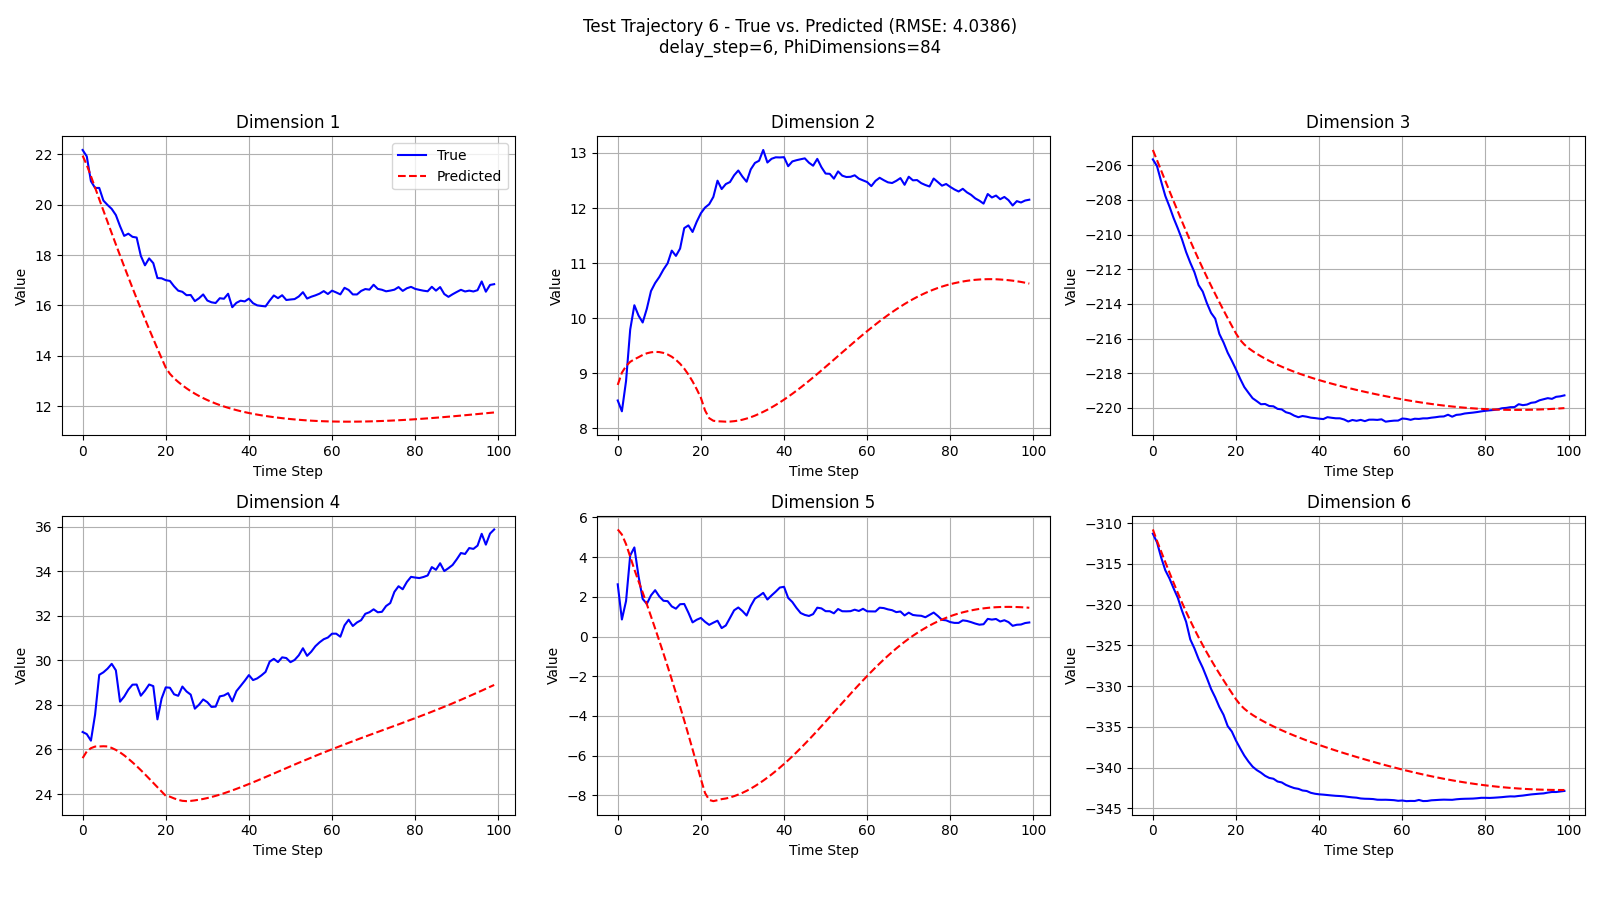 Test Trajectory 6 - True vs. Predicted (RMSE: 4.0386)
delay_step=6, PhiDimensions=84
Dimension 1
Value
22
20
18
16
14
12
True
Predicted
0 20 40 60 80 100
Time Step
Dimension 2
Value
13
12
11
10
9
8
0 20 40 60 80 100
Time Step
Dimension 3
Value
−206
−208
−210
−212
−214
−216
−218
−220
0 20 40 60 80 100
Time Step
Dimension 4
Value
36
34
32
30
28
26
24
0 20 40 60 80 100
Time Step
Dimension 5
Value
6
4
2
0
−2
−4
−6
−8
0 20 40 60 80 100
Time Step
Dimension 6
Value
−310
−315
−320
−325
−330
−335
−340
−345
0 20 40 60 80 100
Time Step